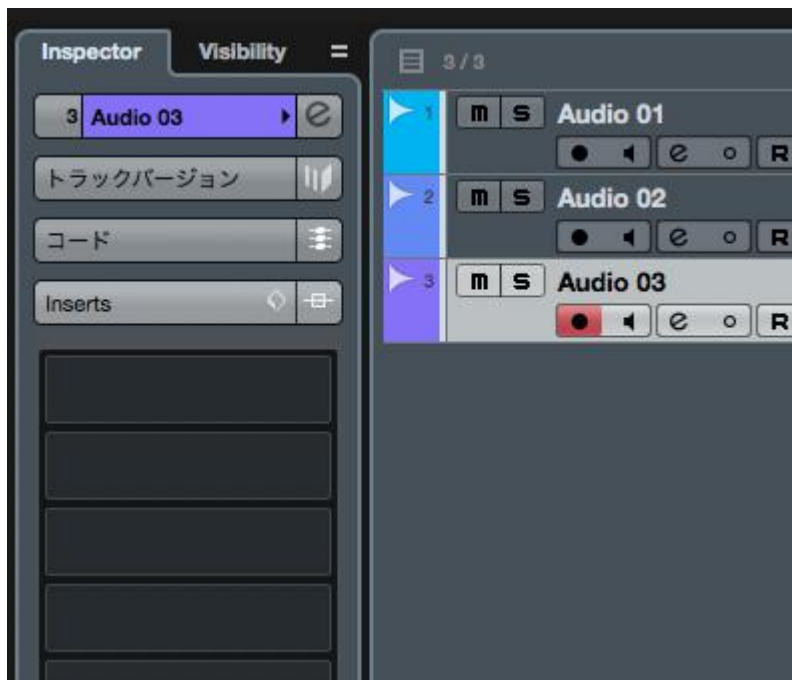 Inspector
Visibility
3 Audio 03
e
トラックバージョン
コード
Inserts
3/3
1 m s Audio 01
e R
2 m s Audio 02
e R
3 m s Audio 03
e R